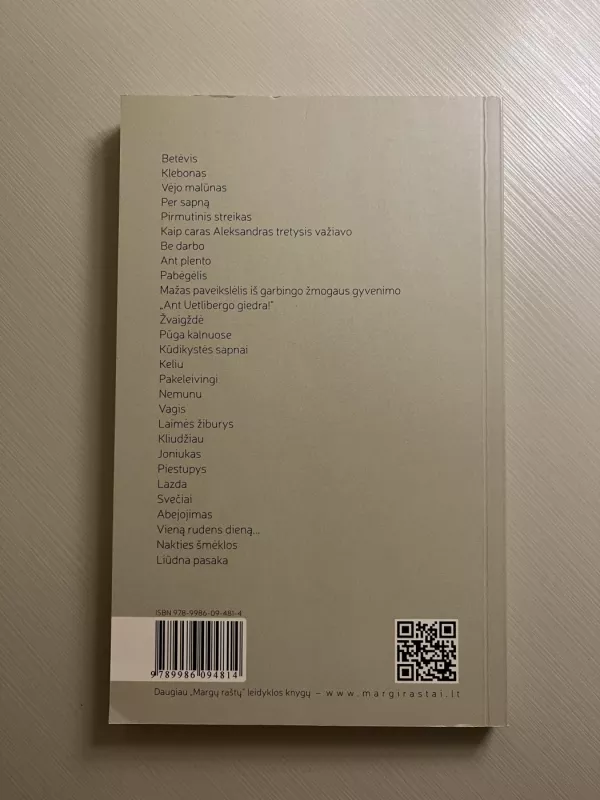 Betėvis
Klebonas
Vėjo malūnas
Per sapną
Pirmutinis streikas
Kaip caras Aleksandras tretysis važiavo
Be darbo
Ant plento
Pabėgėlis
Mažas paveikslėlis iš garbingo žmogaus gyvenimo
„Ant Uetlibergo giedra!“
Žvaigždė
Pūga kalnuose
Kūdikystės sapnai
Keliu
Pakeleivingi
Nemunu
Vagis
Laimės žiburys
Kliudžiau
Joniukas
Piestupys
Lazda
Svečiai
Abejojimas
Vieną rudens dieną...
Nakties šmėklos
Liūdna pasaka
ISBN 978-9986-09-481-4
9 789986 094814
Daugiau „Margų raštų“ leidyklos knygų – www.margirastai.lt